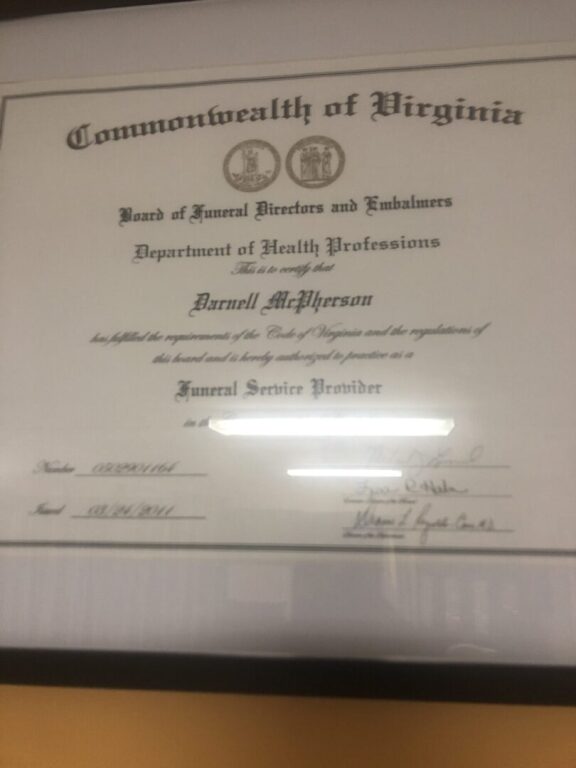 Commonwealth of Virginia
Board of Funeral Directors and Embalmers
Department of Health Professions
This is to certify that
Darnell McPherson
has fulfilled the requirements of the Code of Virginia and the regulations of
this board and is hereby authorized to practice as a
Funeral Service Provider
in the
Number 0502901164
Issued 03/24/2011